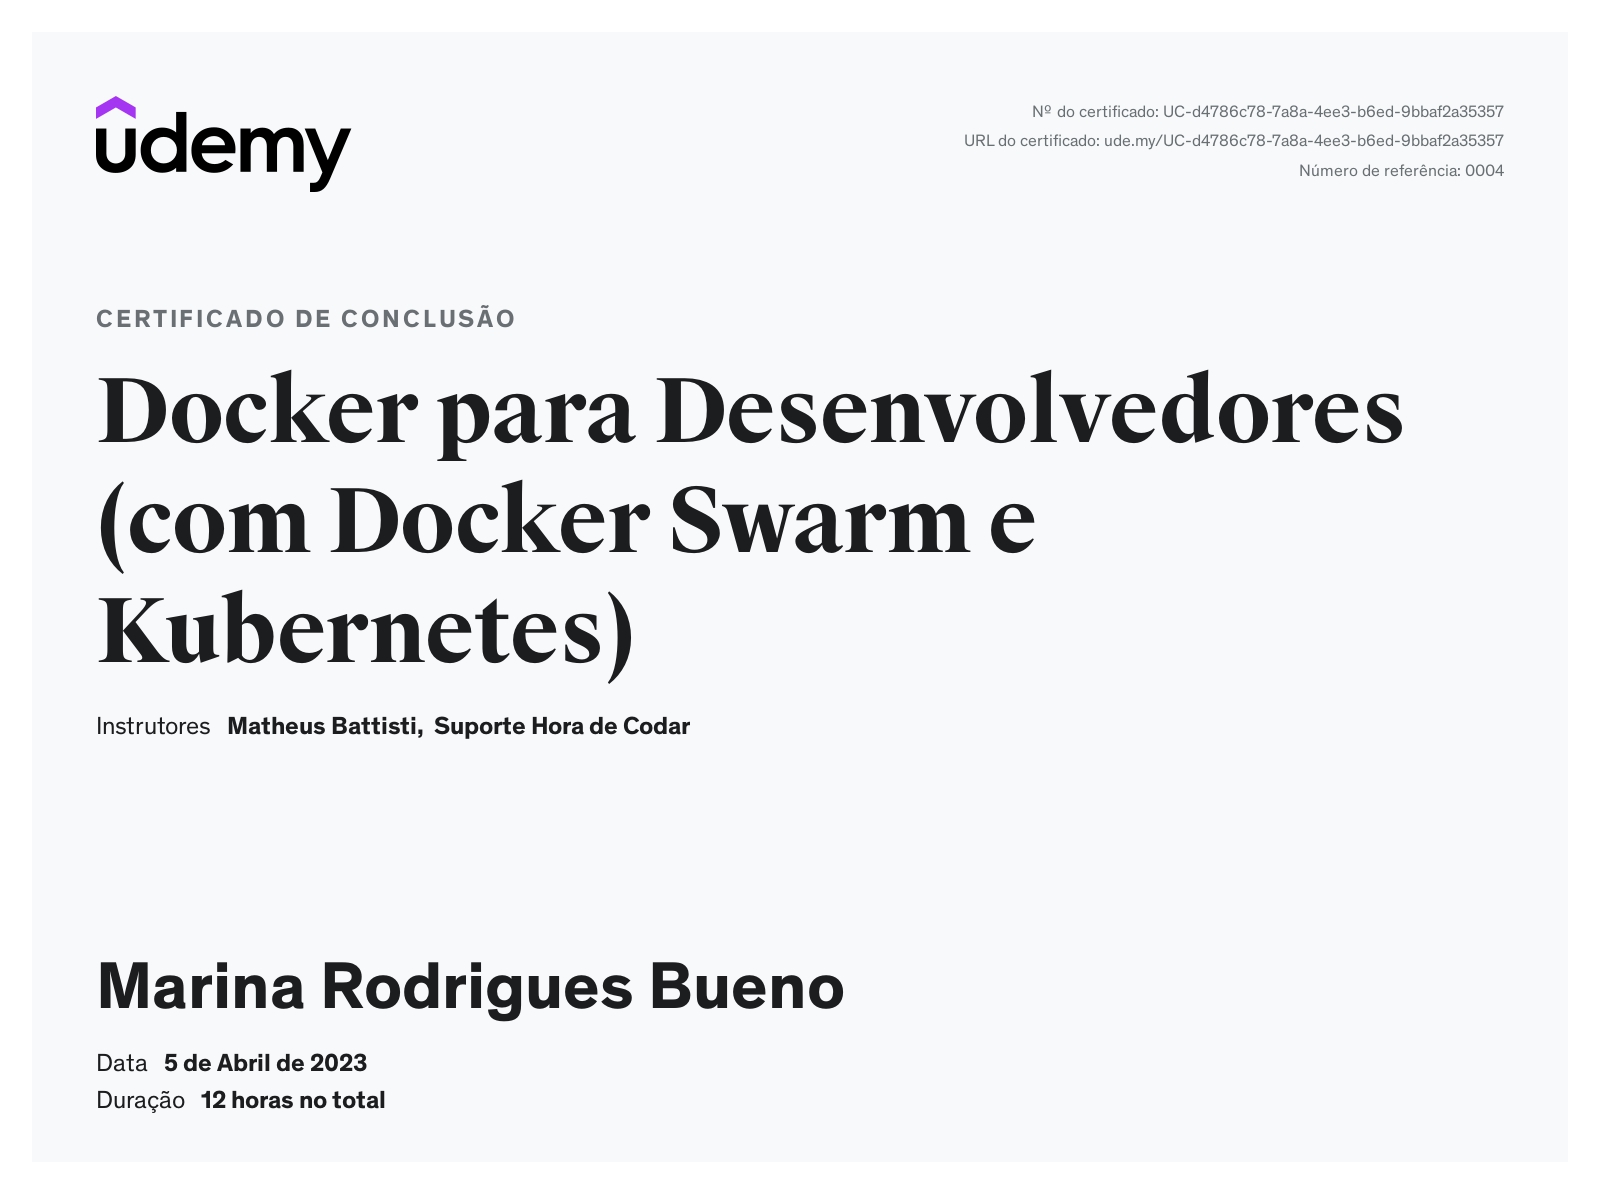 udemy
Nº do certificado: UC-d4786c78-7a8a-4ee3-b6ed-9bbaf2a35357
URL do certificado: ude.my/UC-d4786c78-7a8a-4ee3-b6ed-9bbaf2a35357
Número de referência: 0004
CERTIFICADO DE CONCLUSÃO
Docker para Desenvolvedores
(com Docker Swarm e
Kubernetes)
Instrutores Matheus Battisti, Suporte Hora de Codar
Marina Rodrigues Bueno
Data 5 de Abril de 2023
Duração 12 horas no total